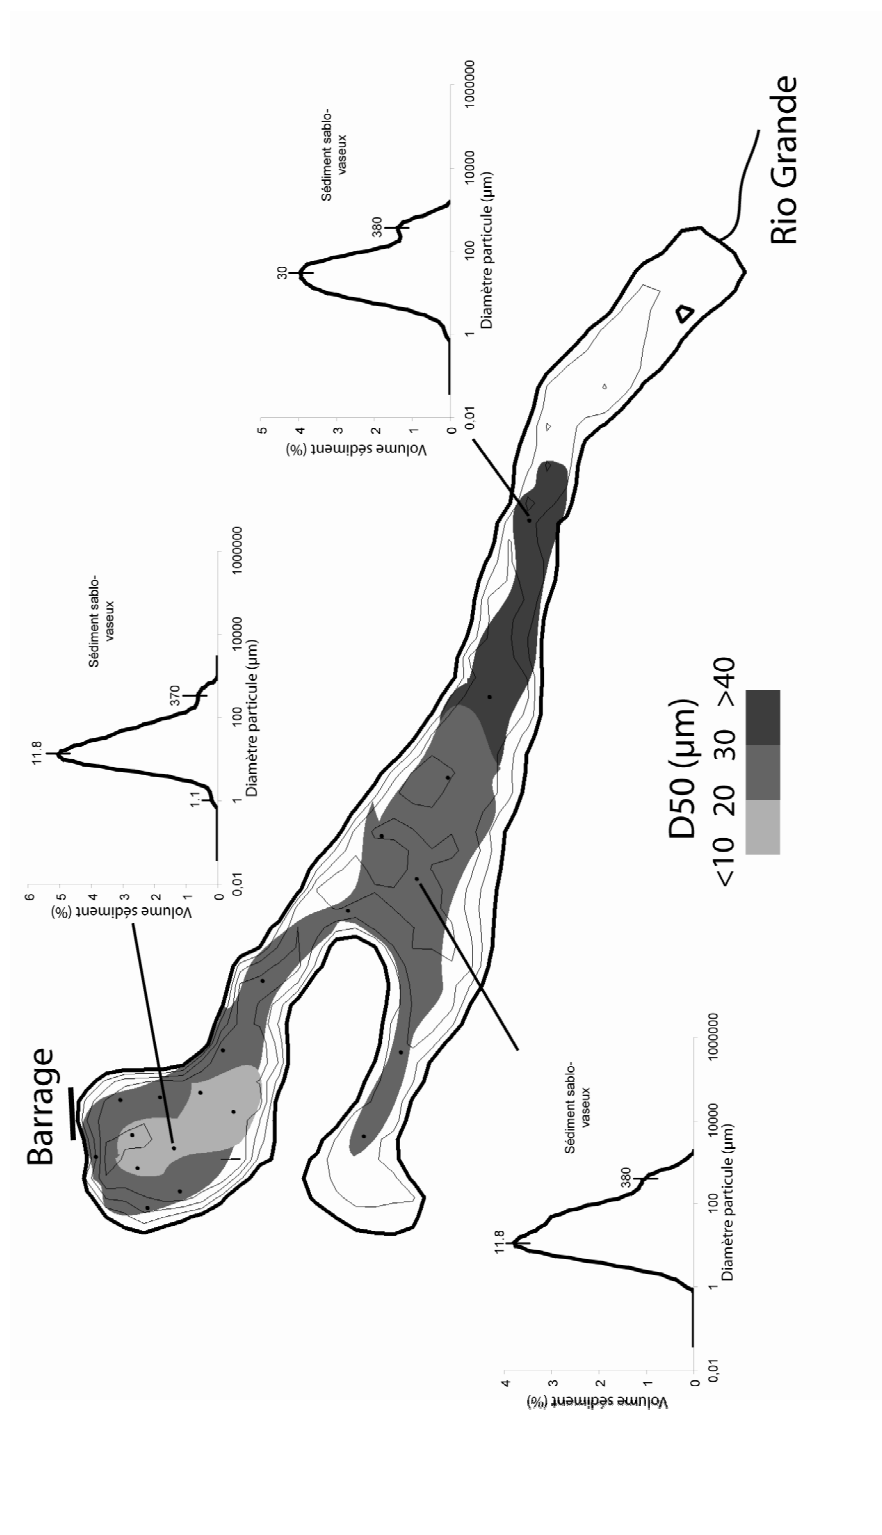 Barrage
Sédiment sablo-
vaseux
11.8
370
1.1
6
5
4
3
2
1
0
Volume sédiment (%)
0,01
1
100
10000
1000000
Diamètre particule (µm)
Sédiment sablo-
vaseux
30
380
5
4
3
2
1
0
Volume sédiment (%)
0.01
1
100
10000
1000000
Diamètre particule (µm)
Rio Grande
Sédiment sablo-
vaseux
11.8
380
4
3
2
1
0
Volume sédiment (%)
0,01
1
100
10000
1000000
Diamètre particule (µm)
D50 (µm)
<10 20 30 >40